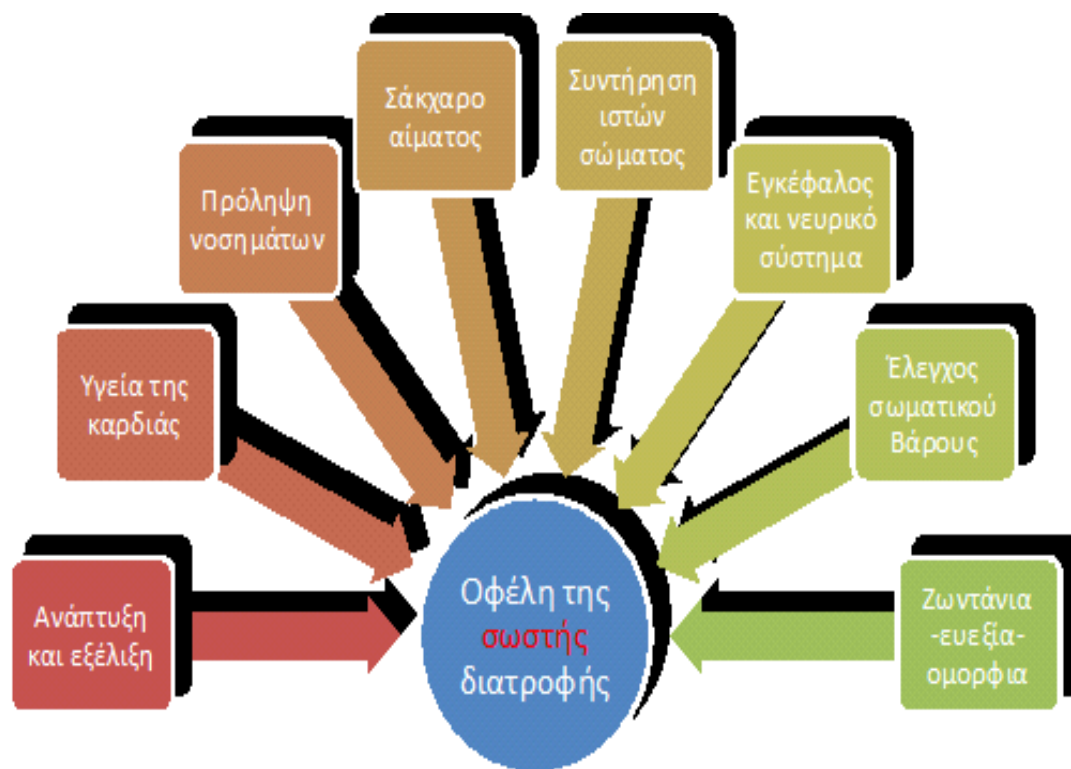 Ανάπτυξη
και εξέλιξη
Υγεία της
καρδιάς
Πρόληψη
νοσημάτων
Σάκχαρο
αίματος
Συντήρηση
ιστών
σώματος
Εγκέφαλος
και νευρικό
σύστημα
Έλεγχος
σωματικού
Βάρους
Ζωντάνια
-ευεξία-
ομορφια
Οφέλη της
σωστής
διατροφής